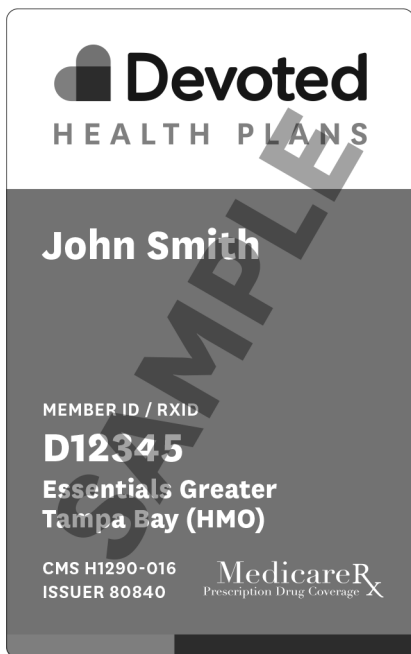 Devoted
HEALTH PLANS
John Smith
SAMPLE
MEMBER ID / RXID
D12345
Essentials Greater
Tampa Bay (HMO)
CMS H1290-016
ISSUER 80840
MedicareRx
Prescription Drug Coverage